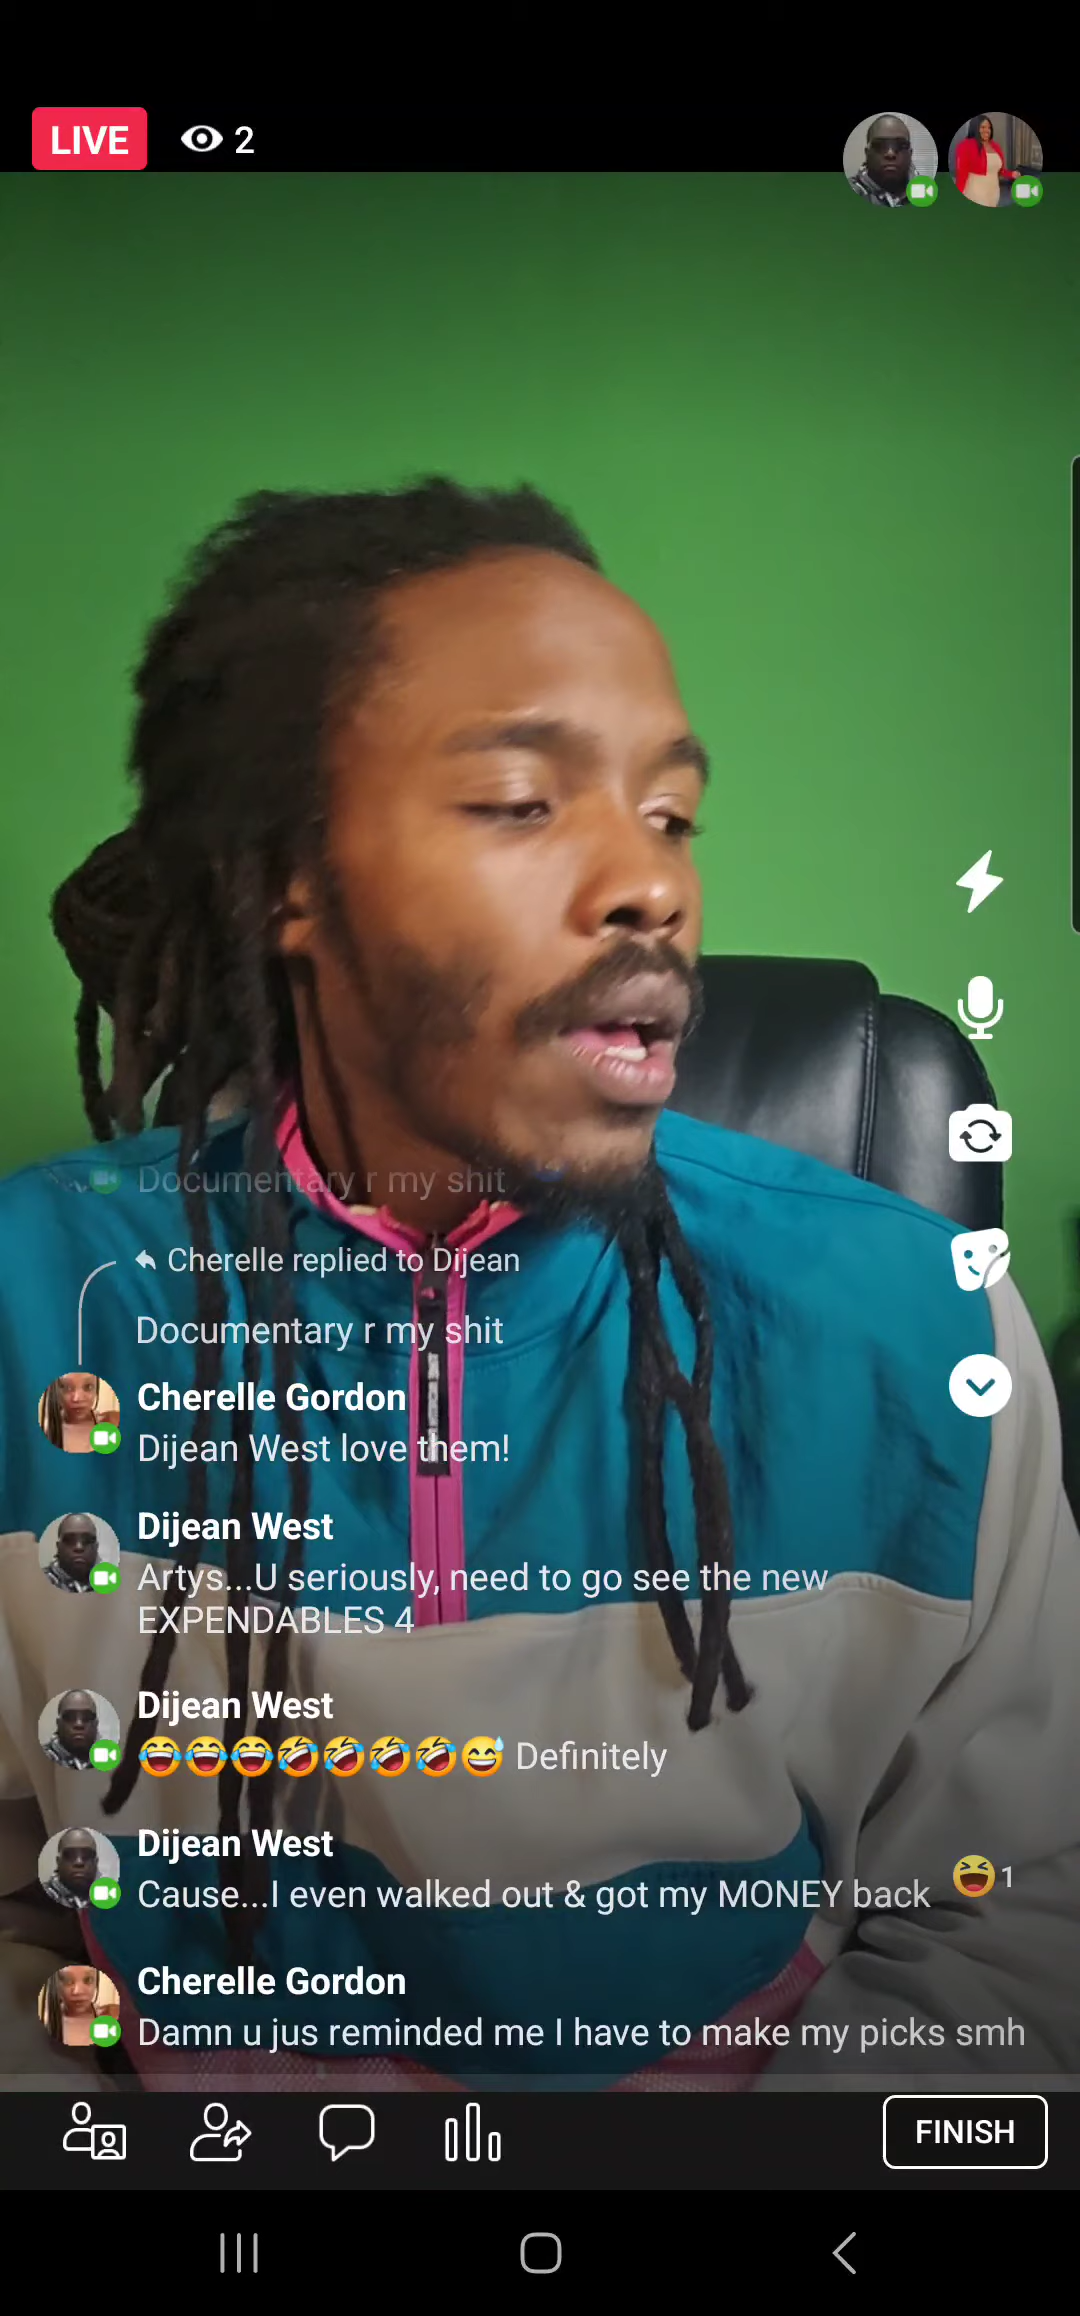 LIVE 2
Documentary r my shit
Cherelle replied to Dijean
Documentary r my shit
Cherelle Gordon
Dijean West love them!
Dijean West
Artys...U seriously, need to go see the new
EXPENDABLES 4
Dijean West
😂😂😂🤣🤣🤣🤣😅 Definitely
Dijean West
Cause...I even walked out & got my MONEY back
😆 1
Cherelle Gordon
Damn u jus reminded me I have to make my picks smh
FINISH